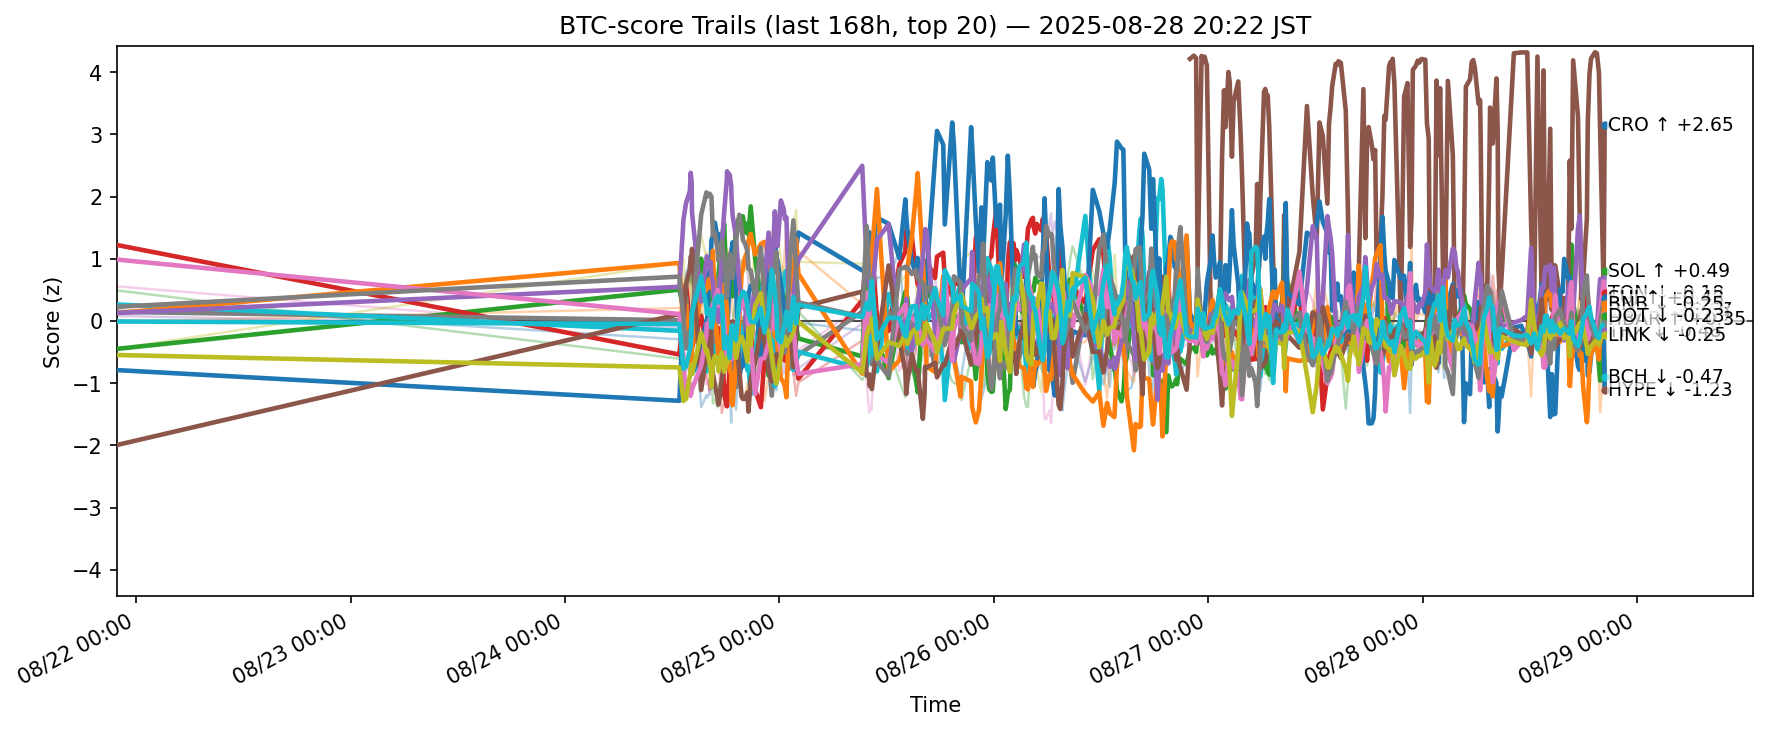 BTC-score Trails (last 168h, top 20) — 2025-08-28 20:22 JST
Score (z)
4
3
2
1
0
−1
−2
−3
−4
CRO ↑ +2.65
SOL ↑ +0.49
BNB
DOT ↓ -0.23
LINK ↓ -0.25
BCH ↓ -0.47
HYPE ↓ -1.23
08/22 00:00
08/23 00:00
08/24 00:00
08/25 00:00
08/26 00:00
08/27 00:00
08/28 00:00
08/29 00:00
Time